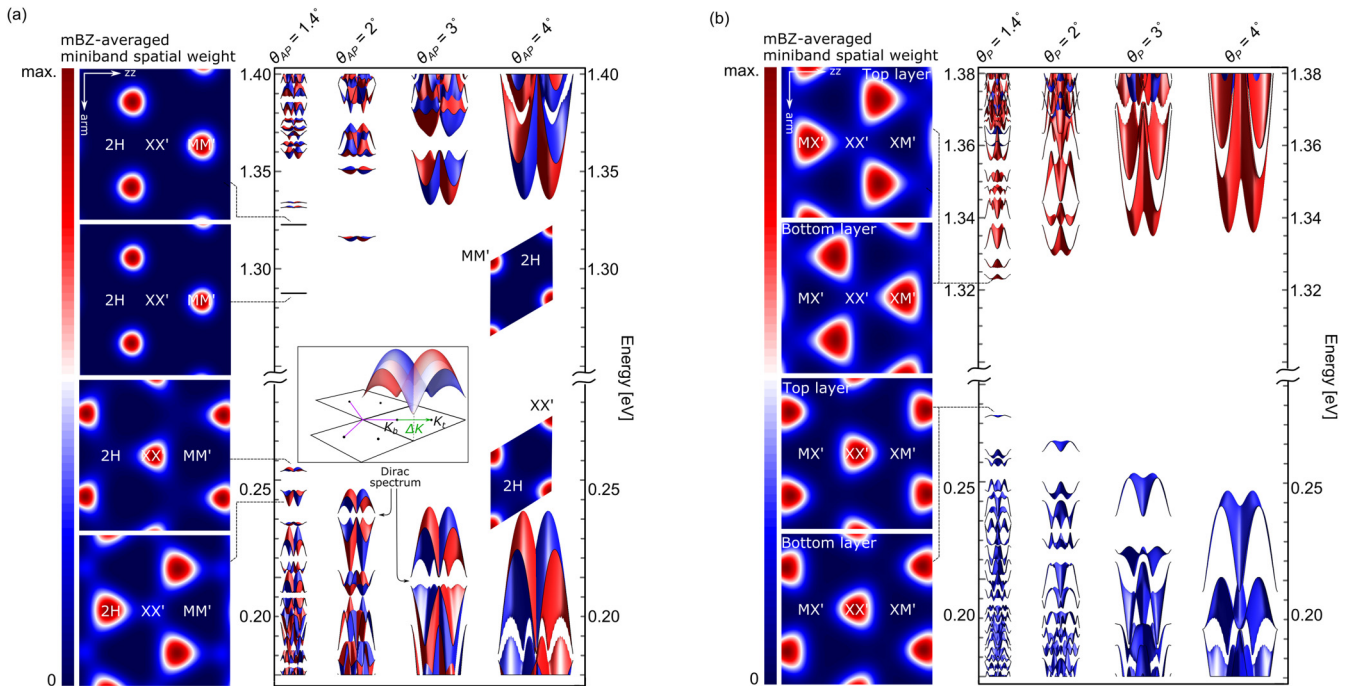 (a)
mBZ-averaged
miniband spatial weight
max.
zz
arm
2H XX' MM'
2H XX' MM'
2H XX' MM'
2H XX' MM'
0
θAP = 1.4°
θAP = 2°
θAP = 3°
θAP = 4°
1.40
1.35
1.30
0.25
0.20
MM'
2H
XX'
2H
Kb ΔK Kt
Dirac
spectrum
1.40
1.35
1.30
0.25
0.20
Energy [eV]
(b)
mBZ-averaged
miniband spatial weight
max.
zz
arm
Top layer
MX' XX' XM'
Bottom layer
MX' XX' XM'
Top layer
MX' XX' XM'
Bottom layer
MX' XX' XM'
0
θP = 1.4°
θP = 2°
θP = 3°
θP = 4°
1.38
1.36
1.34
1.32
0.25
0.20
1.38
1.36
1.34
1.32
0.25
0.20
Energy [eV]